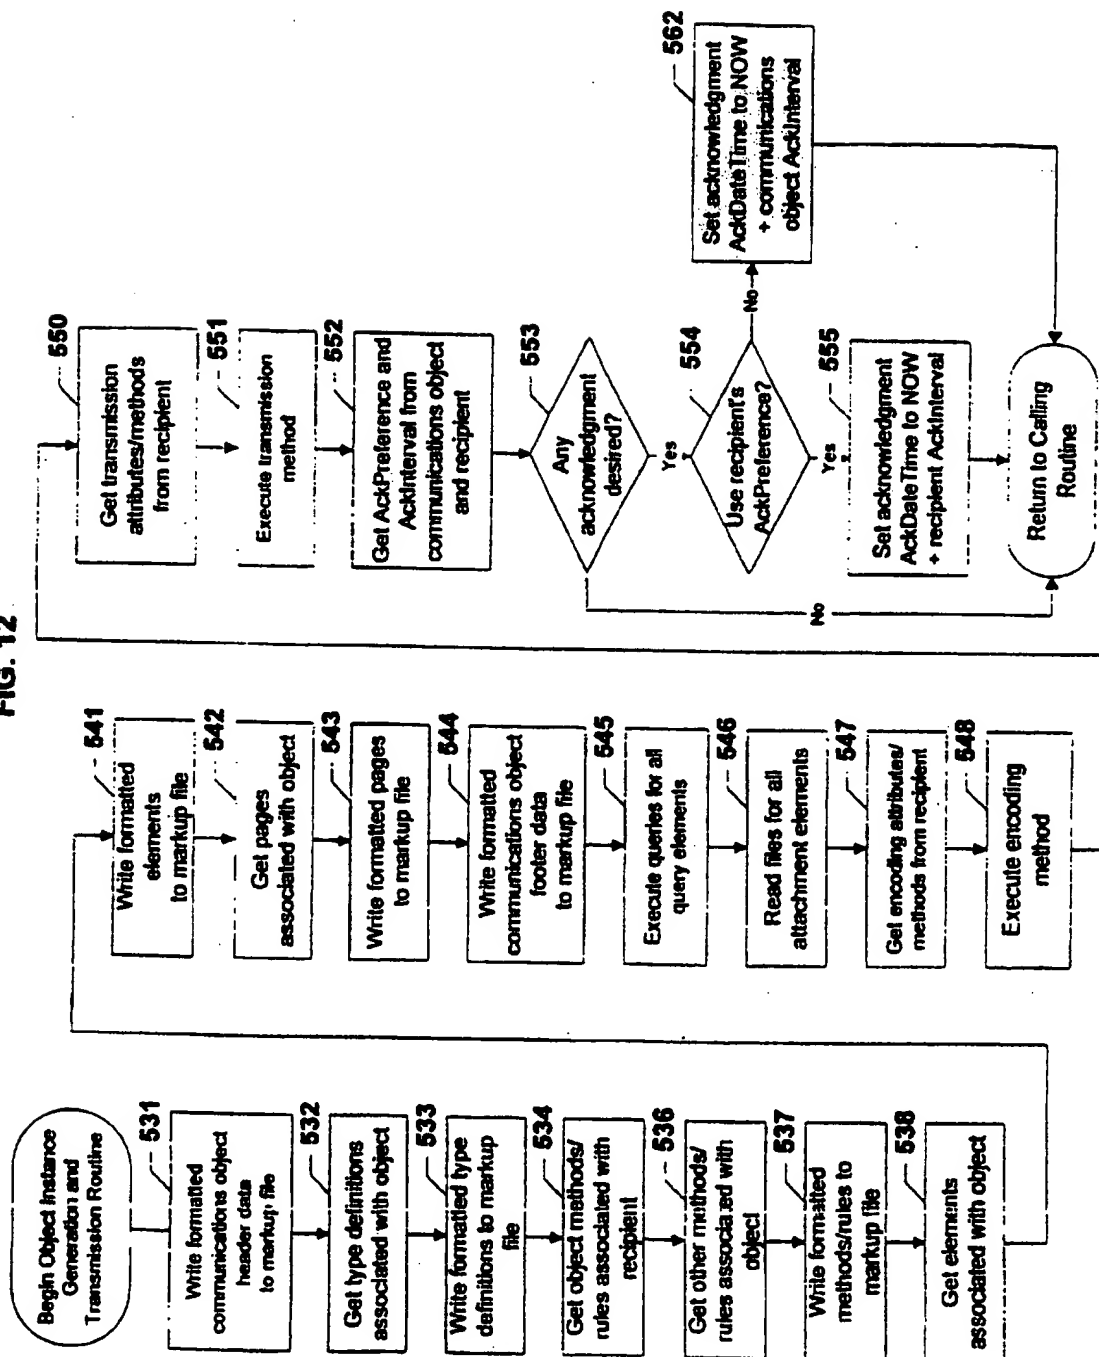 FIG. 12
Begin Object Instance
Generation and
Transmission Routine
531
Write formatted
communications object
header data
to markup file
532
Get type definitions
associated with object
533
Write formatted type
definitions to markup
file
534
Get object methods/
rules associated with
recipient
536
Get other methods/
rules associated with
object
537
Write formatted
methods/rules to
markup file
538
Get elements
associated with object
541
Write formatted
elements
to markup file
542
Get pages
associated with object
543
Write formatted pages
to markup file
544
Write formatted
communications object
footer data
to markup file
545
Execute queries for all
query elements
546
Read files for all
attachment elements
547
Get encoding attributes/
methods from recipient
548
Execute encoding
method
550
Get transmission
attributes/methods
from recipient
551
Execute transmission
method
552
Get AckPreference and
AckInterval from
communications object
and recipient
553
Any
acknowledgment
desired?
Yes
No
554
Use recipient's
AckPreference?
No
Yes
562
Set acknowledgment
AckDateTime to NOW
+ communications
object AckInterval
555
Set acknowledgment
AckDateTime to NOW
+ recipient AckInterval
Return to Calling
Routine